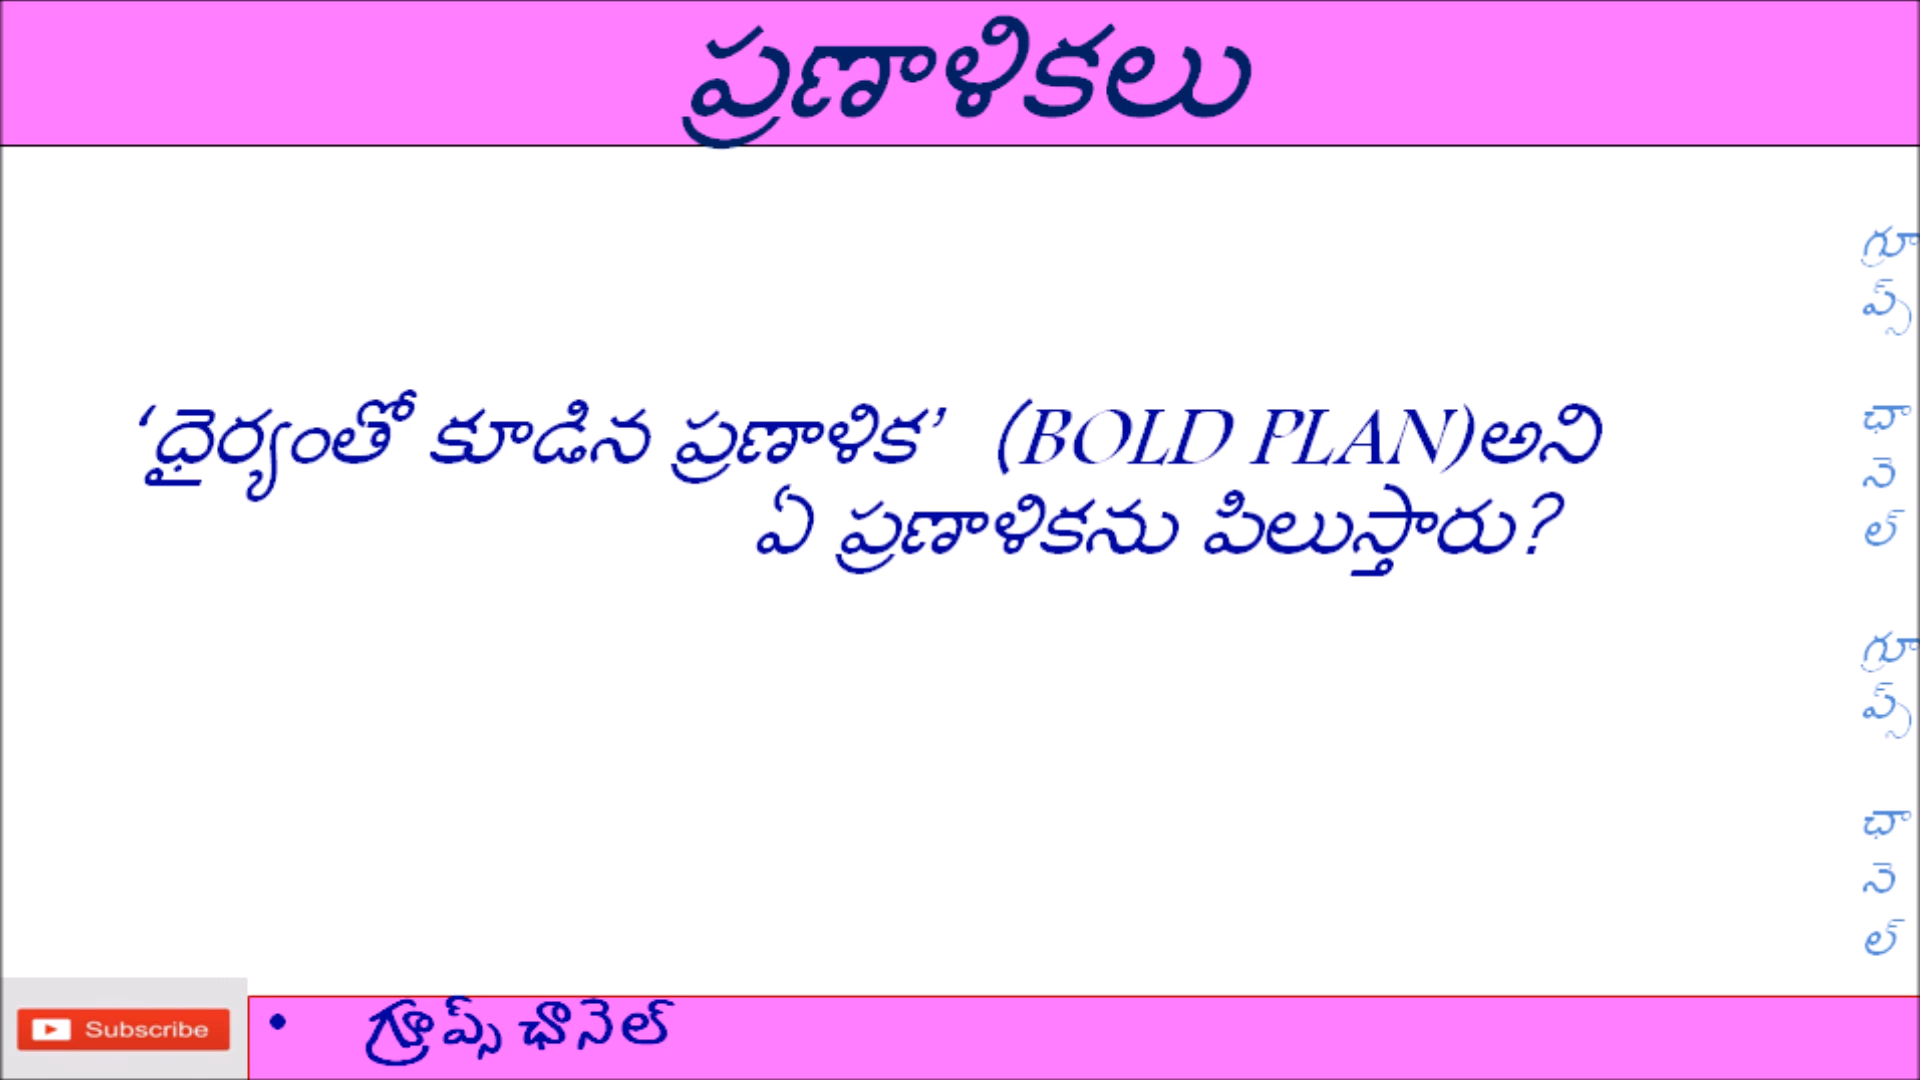 ప్రణాళికలు
‘ధైర్యంతో కూడిన ప్రణాళిక’ (BOLD PLAN)అని
ఏ ప్రణాళికను పిలుస్తారు?
గ్రూ
ప్స్
ఛా
నె
ల్
గ్రూ
ప్స్
ఛా
నె
ల్
Subscribe
• గ్రూప్స్ ఛానెల్